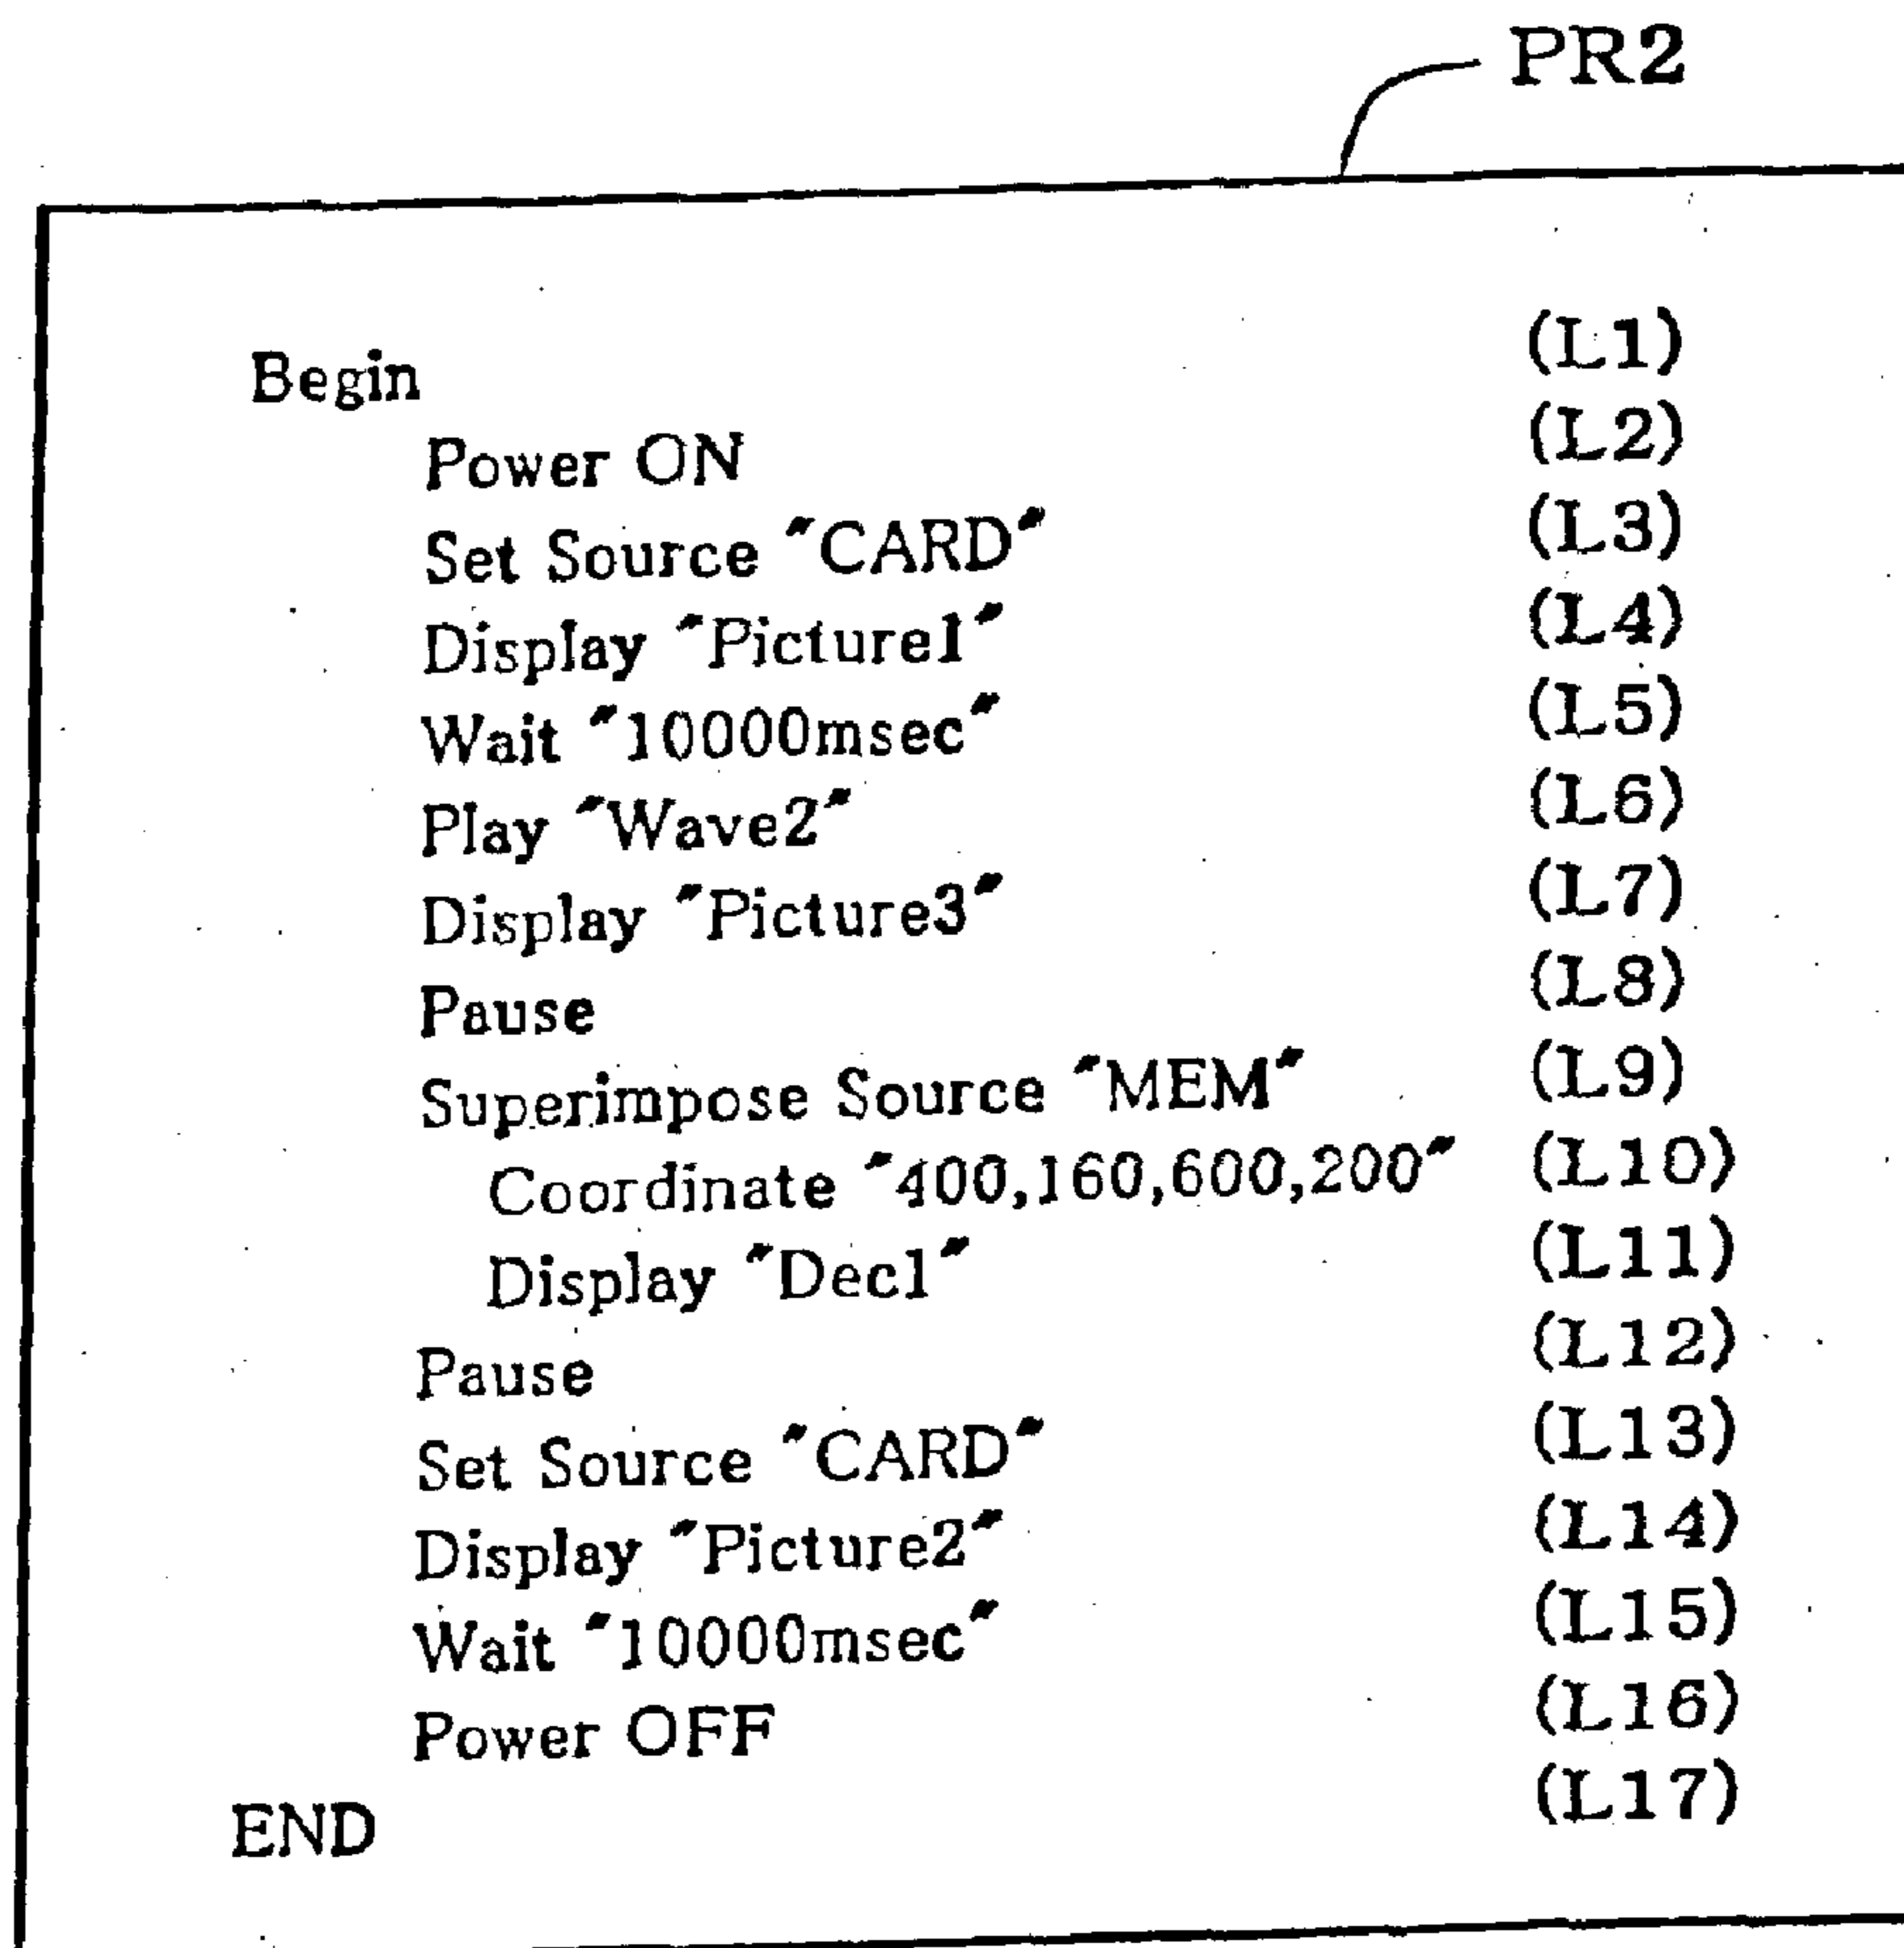 PR2
Begin (L1)
Power ON (L2)
Set Source "CARD" (L3)
Display "Picture1" (L4)
Wait "10000msec" (L5)
Play "Wave2" (L6)
Display "Picture3" (L7)
Pause (L8)
Superimpose Source "MEM" (L9)
Coordinate "400,160,600,200" (L10)
Display "Dec1" (L11)
Pause (L12)
Set Source "CARD" (L13)
Display "Picture2" (L14)
Wait "10000msec" (L15)
Power OFF (L16)
END (L17)